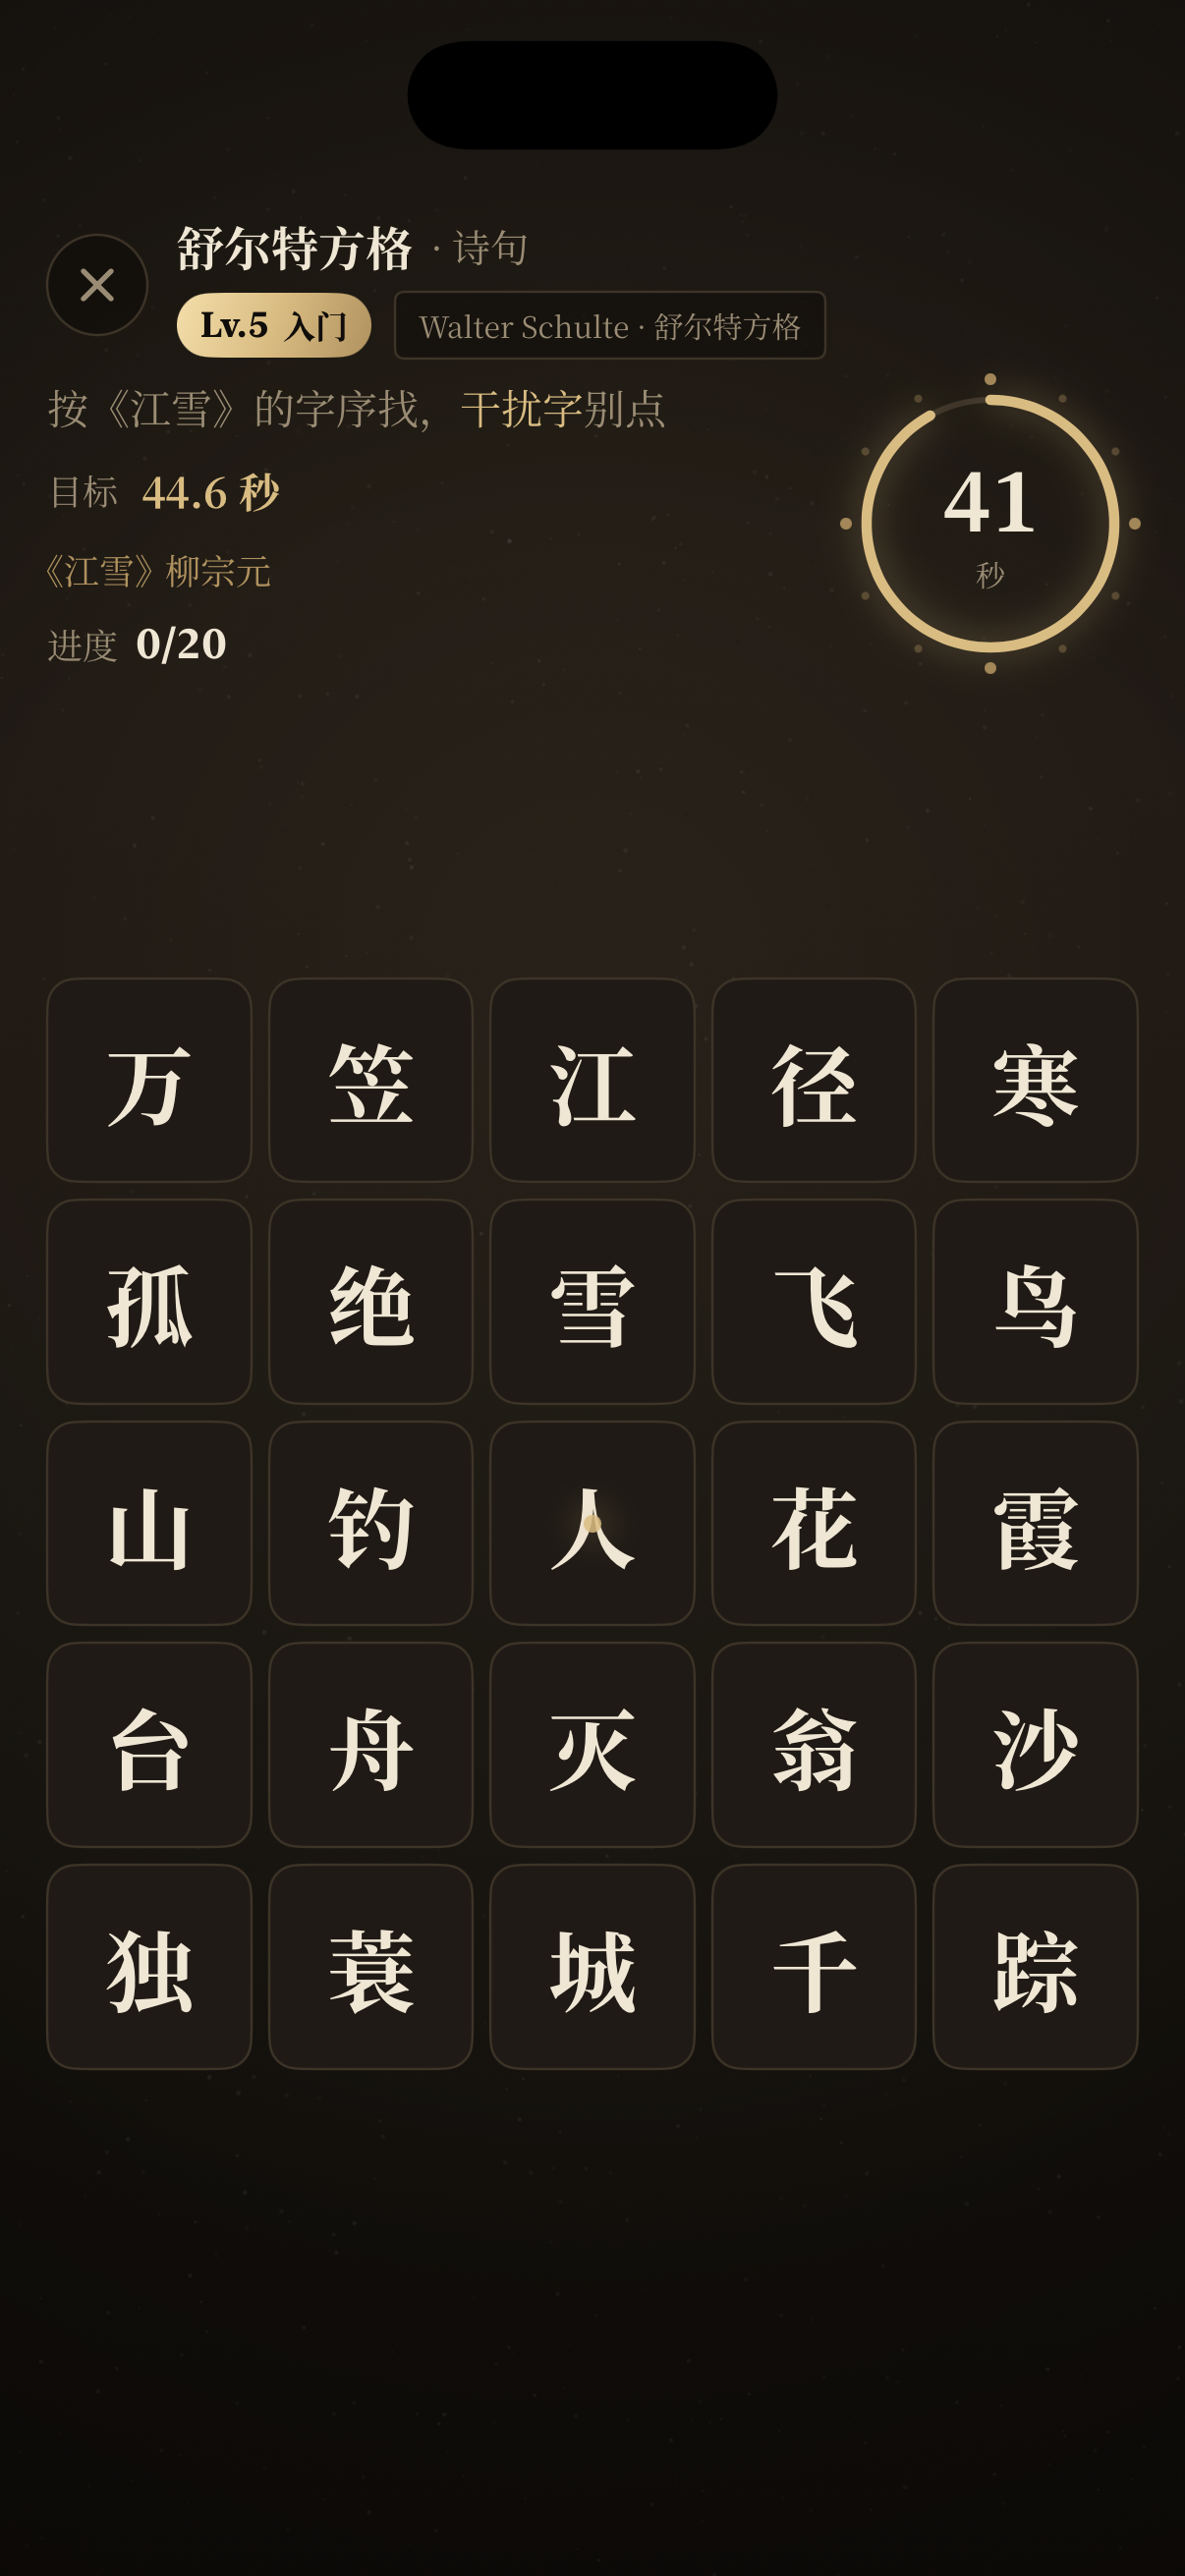 舒尔特方格 · 诗句
Lv.5 入门 Walter Schulte · 舒尔特方格
按《江雪》的字序找，干扰字别点
目标 44.6 秒
《江雪》柳宗元
进度 0/20
41
秒
万 笠 江 径 寒
孤 绝 雪 飞 鸟
山 钓 人 花 霞
台 舟 灭 翁 沙
独 蓑 城 千 踪